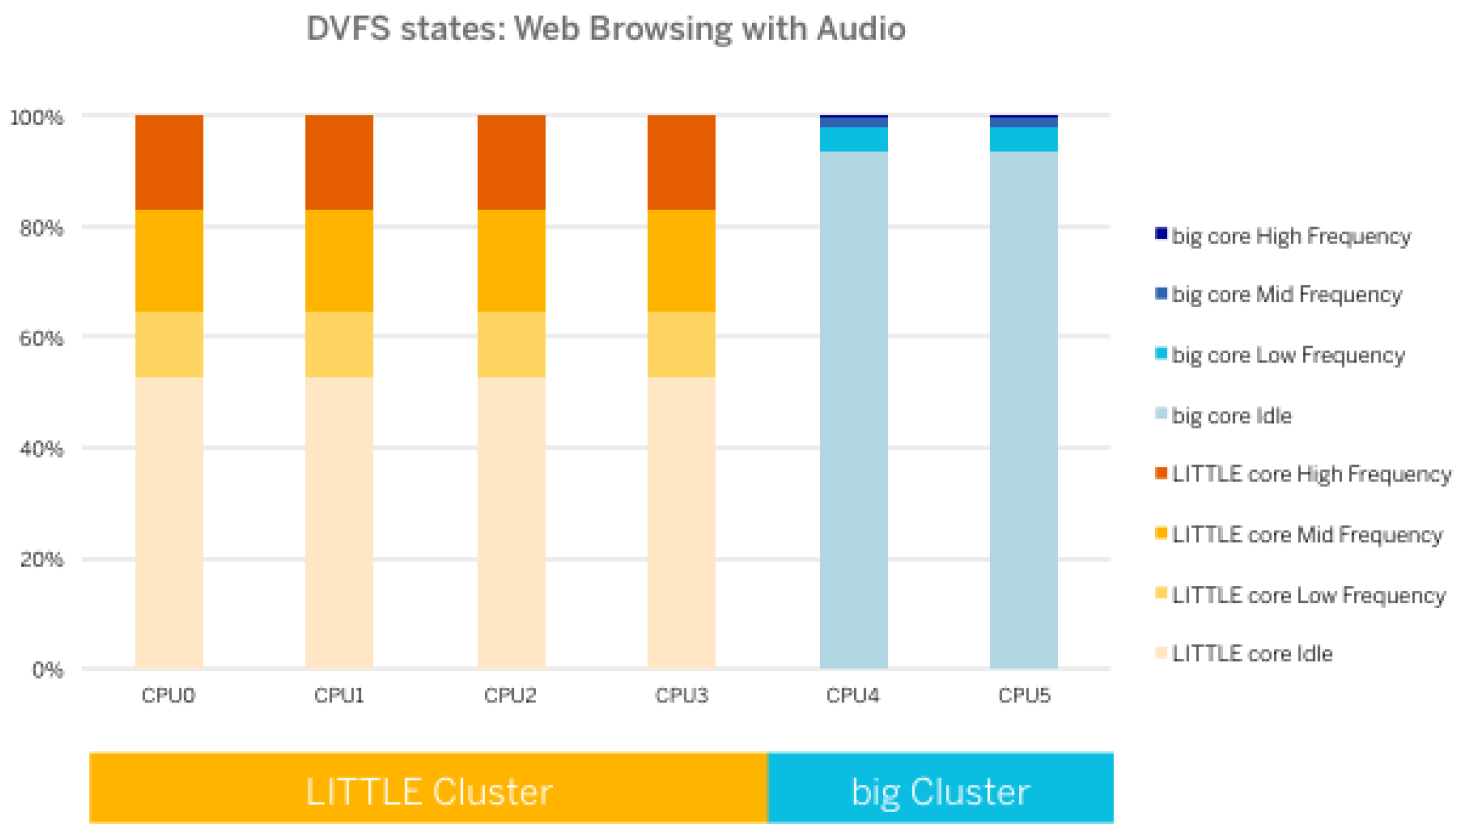 DVFS states: Web Browsing with Audio
100%
80%
60%
40%
20%
0%
CPU0 CPU1 CPU2 CPU3 CPU4 CPU5
LITTLE Cluster big Cluster
big core High Frequency
big core Mid Frequency
big core Low Frequency
big core Idle
LITTLE core High Frequency
LITTLE core Mid Frequency
LITTLE core Low Frequency
LITTLE core Idle